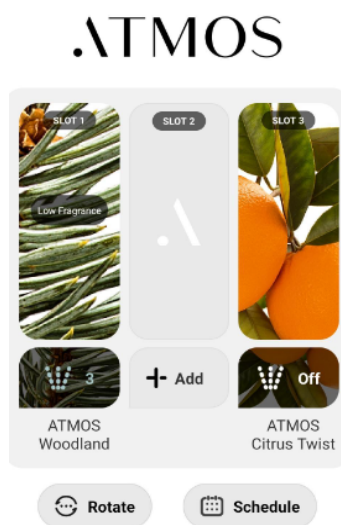 ATMOS
SLOT 1
SLOT 2
SLOT 3
Low Fragrance
3
Add
Off
ATMOS
Woodland
ATMOS
Citrus Twist
Rotate
Schedule